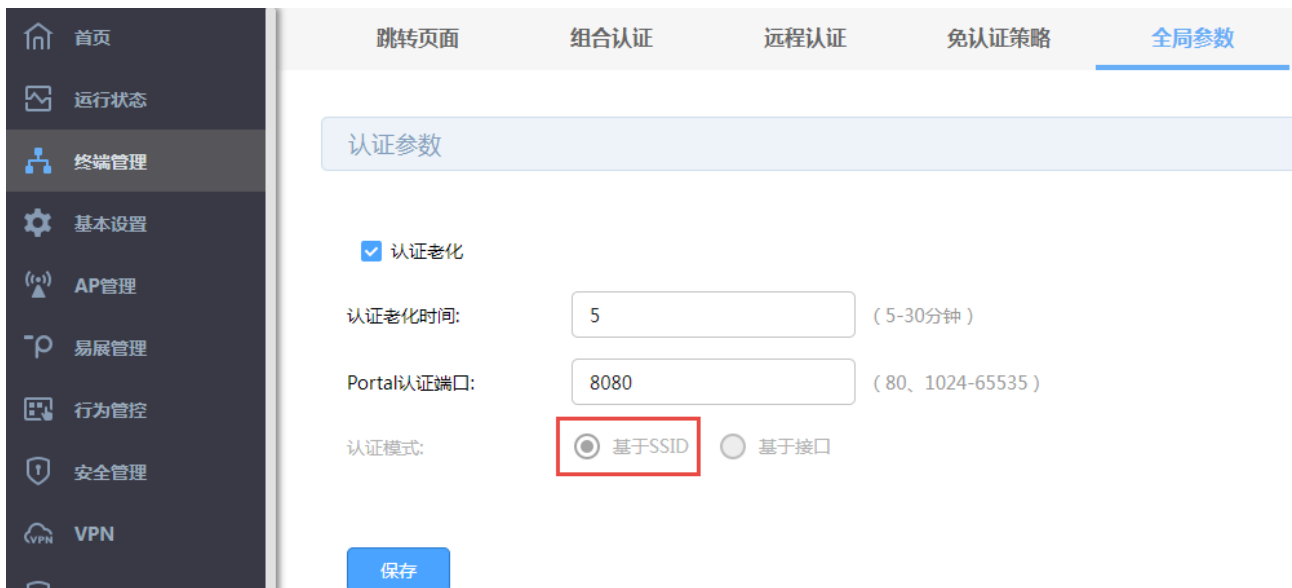 首页
运行状态
终端管理
基本设置
AP管理
易展管理
行为管控
安全管理
VPN
VPN
跳转页面 组合认证 远程认证 免认证策略 全局参数
认证参数
认证老化
认证老化时间: 5 ( 5-30分钟 )
Portal认证端口: 8080 ( 80、1024-65535 )
认证模式: 基于SSID 基于接口
保存